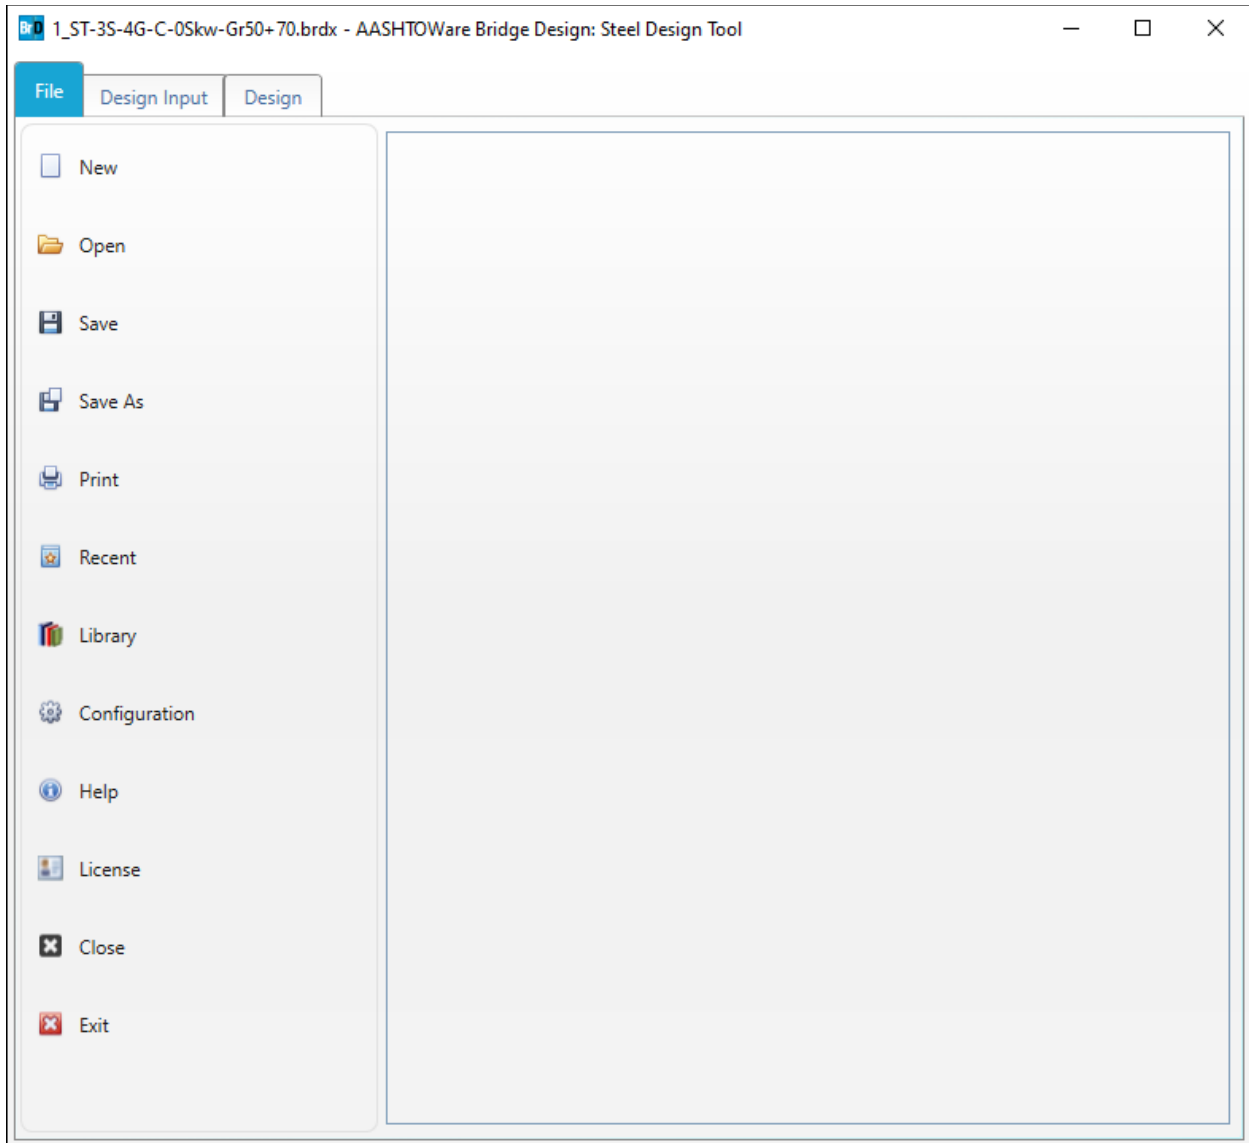 BrD 1_ST-3S-4G-C-0Skw-Gr50+70.brdx - AASHTOWare Bridge Design: Steel Design Tool
File Design Input Design
New
Open
Save
Save As
Print
Recent
Library
Configuration
Help
License
Close
Exit